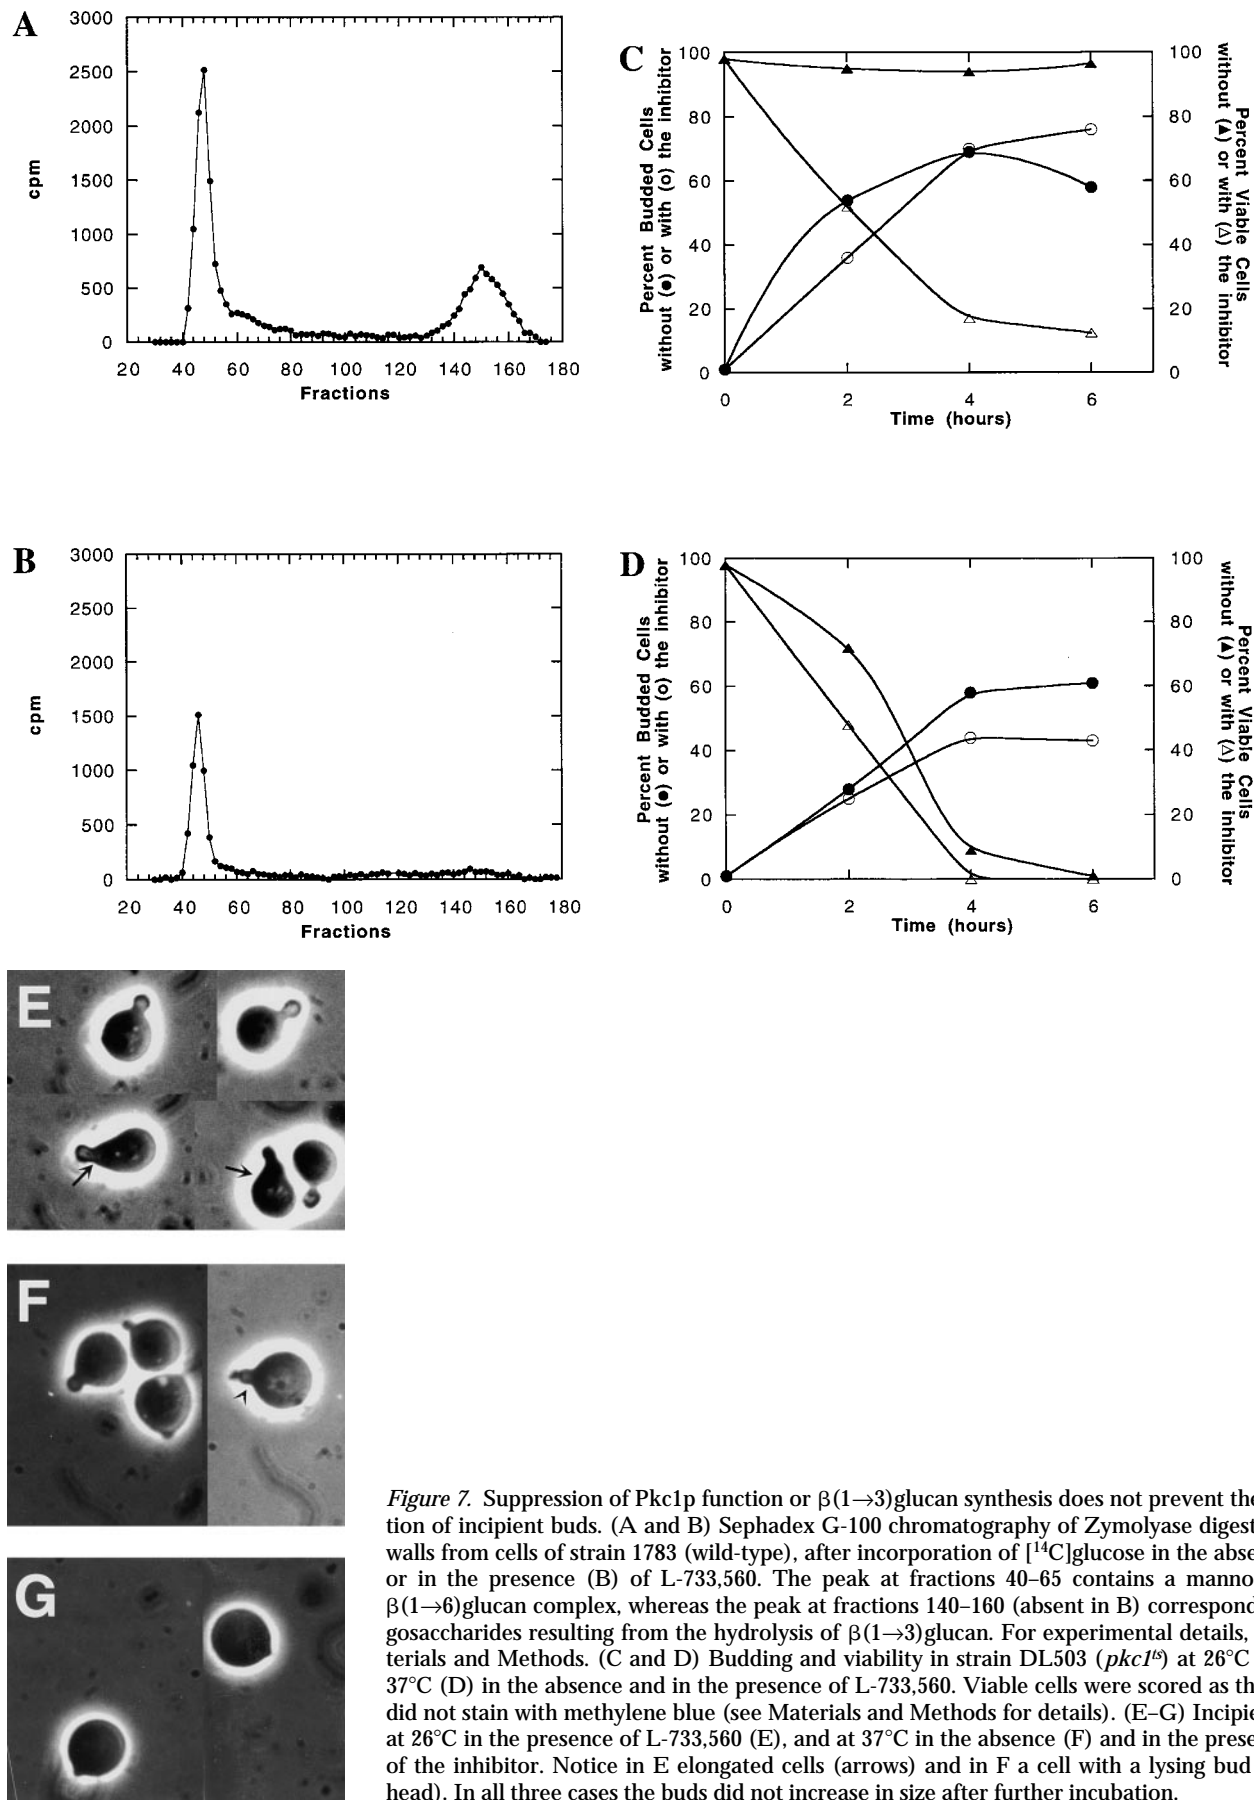 A
3000
2500
2000
1500
1000
500
0
cpm
20 40 60 80 100 120 140 160 180
Fractions
C
100
80
60
40
20
0
Percent Budded Cells
without (●) or with (o) the inhibitor
100
80
60
40
20
0
Percent Viable Cells
without (▲) or with (△) the inhibitor
0 2 4 6
Time (hours)
B
3000
2500
2000
1500
1000
500
0
cpm
20 40 60 80 100 120 140 160 180
Fractions
D
100
80
60
40
20
0
Percent Budded Cells
without (●) or with (o) the inhibitor
100
80
60
40
20
0
Percent Viable Cells
without (▲) or with (△) the inhibitor
0 2 4 6
Time (hours)
E
F
G
Figure 7. Suppression of Pkc1p function or β(1→3)glucan synthesis does not prevent the
tion of incipient buds. (A and B) Sephadex G-100 chromatography of Zymolyase digest
walls from cells of strain 1783 (wild-type), after incorporation of [14C]glucose in the abse
or in the presence (B) of L-733,560. The peak at fractions 40–65 contains a manno
β(1→6)glucan complex, whereas the peak at fractions 140–160 (absent in B) correspond
gosaccharides resulting from the hydrolysis of β(1→3)glucan. For experimental details,
terials and Methods. (C and D) Budding and viability in strain DL503 (pkc1ts) at 26°C
37°C (D) in the absence and in the presence of L-733,560. Viable cells were scored as th
did not stain with methylene blue (see Materials and Methods for details). (E–G) Incipie
at 26°C in the presence of L-733,560 (E), and at 37°C in the absence (F) and in the prese
of the inhibitor. Notice in E elongated cells (arrows) and in F a cell with a lysing bud
head). In all three cases the buds did not increase in size after further incubation.